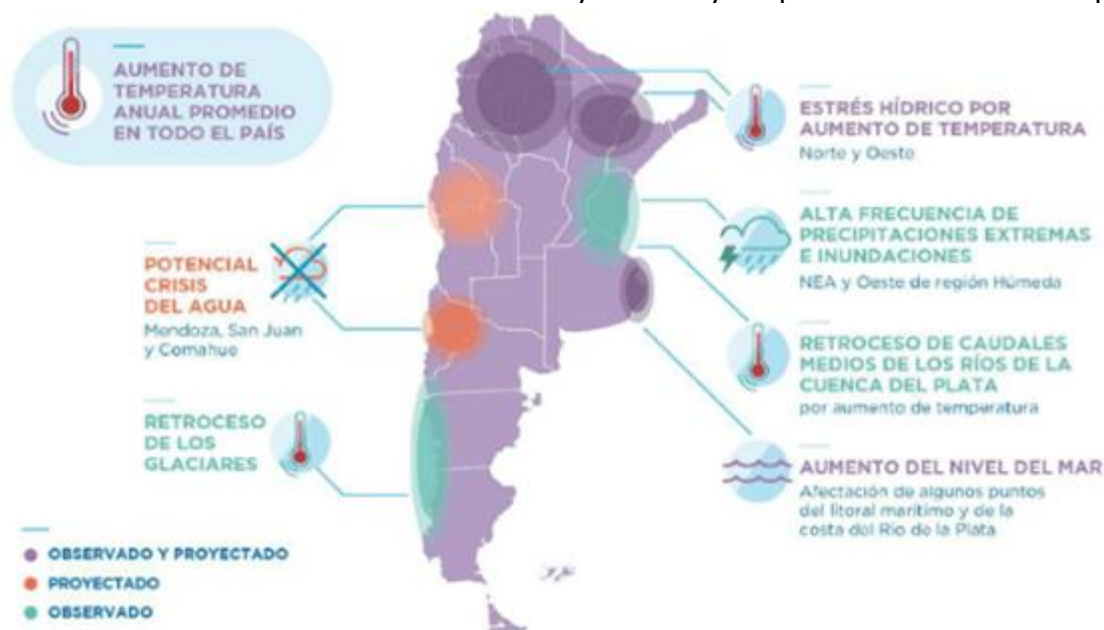 AUMENTO DE
TEMPERATURA
ANUAL PROMEDIO
EN TODO EL PAÍS
ESTRÉS HÍDRICO POR
AUMENTO DE TEMPERATURA
Norte y Oeste
ALTA FRECUENCIA DE
PRECIPITACIONES EXTREMAS
E INUNDACIONES
NEA y Oeste de región Húmeda
POTENCIAL
CRISIS
DEL AGUA
Mendoza, San Juan
y Comahue
RETROCESO DE CAUDALES
MEDIOS DE LOS RÍOS DE LA
CUENCA DEL PLATA
por aumento de temperatura
RETROCESO
DE LOS
GLACIARES
AUMENTO DEL NIVEL DEL MAR
Afectación de algunos puntos
del litoral marítimo y de la
costa del Río de la Plata
OBSERVADO Y PROYECTADO
PROYECTADO
OBSERVADO